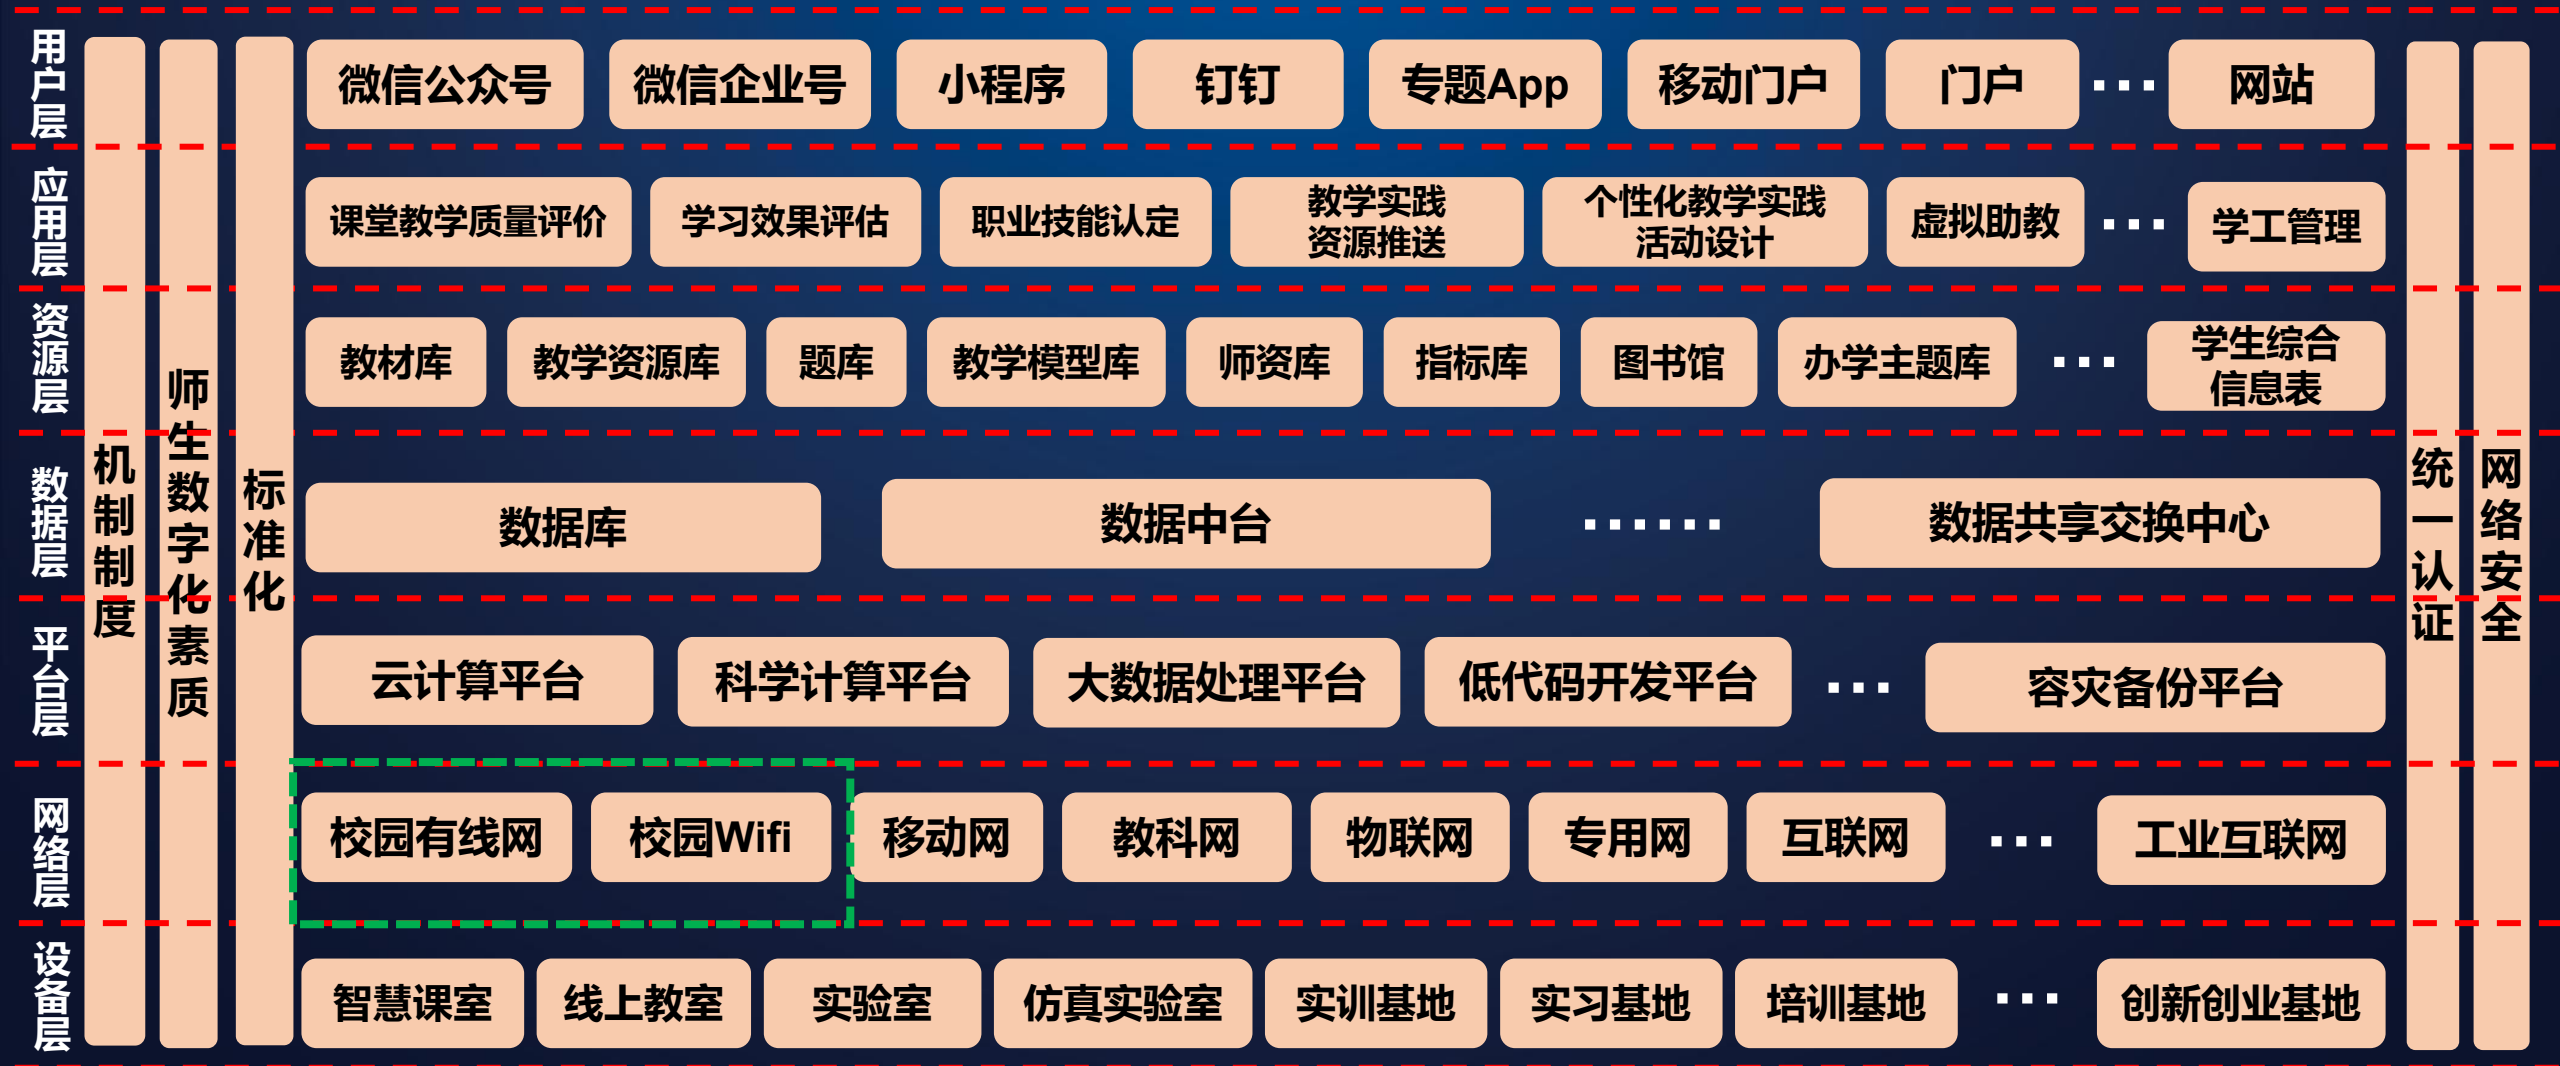 用户层
微信公众号
微信企业号
小程序
钉钉
专题App
移动门户
门户
···
网站
应用层
课堂教学质量评价
学习效果评估
职业技能认定
教学实践
资源推送
个性化教学实践
活动设计
虚拟助教
···
学工管理
资源层
教材库
教学资源库
题库
教学模型库
师资库
指标库
图书馆
办学主题库
···
学生综合
信息表
数据层
数据库
数据中台
······
数据共享交换中心
平台层
云计算平台
科学计算平台
大数据处理平台
低代码开发平台
···
容灾备份平台
网络层
校园有线网
校园Wifi
移动网
教科网
物联网
专用网
互联网
···
工业互联网
设备层
智慧课室
线上教室
实验室
仿真实验室
实训基地
实习基地
培训基地
···
创新创业基地
机制制度
师生数字化素质
标准化
统一认证
网络安全